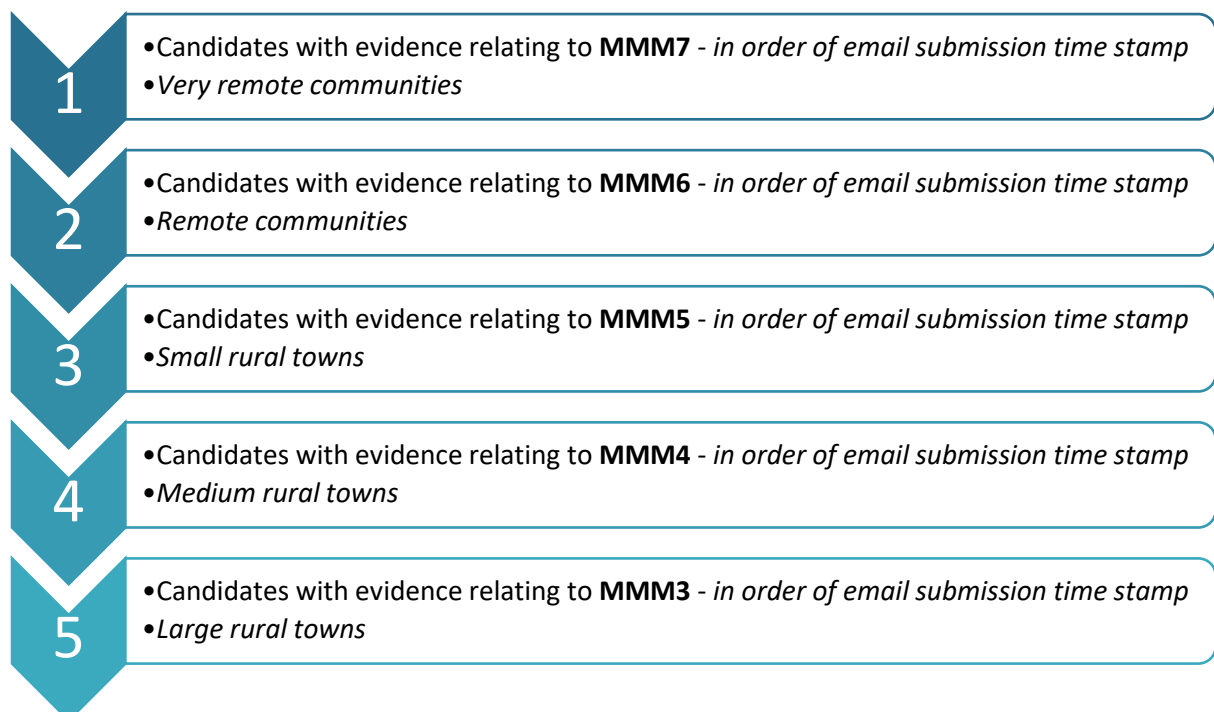 1
•Candidates with evidence relating to MMM7 - in order of email submission time stamp
•Very remote communities
2
•Candidates with evidence relating to MMM6 - in order of email submission time stamp
•Remote communities
3
•Candidates with evidence relating to MMM5 - in order of email submission time stamp
•Small rural towns
4
•Candidates with evidence relating to MMM4 - in order of email submission time stamp
•Medium rural towns
5
•Candidates with evidence relating to MMM3 - in order of email submission time stamp
•Large rural towns